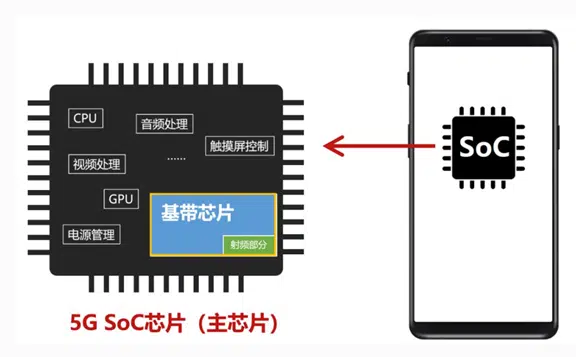 CPU
音频处理
触摸屏控制
视频处理
······
GPU
基带芯片
电源管理
射频部分
5G SoC芯片（主芯片）
SoC